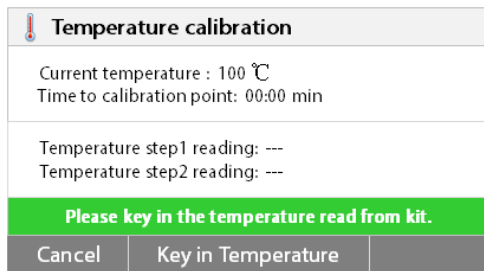 Temperature calibration
Current temperature : 100 ℃
Time to calibration point: 00:00 min
Temperature step1 reading: ---
Temperature step2 reading: ---
Please key in the temperature read from kit.
Cancel Key in Temperature